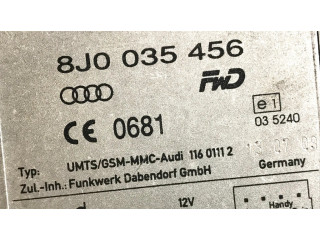 8J0 035 456
FWD
e1
CE 0681
03 5240
Typ: UMTS/GSM-MMC-Audi 116 0111 2
Zul.-Inh.: Funkwerk Dabendorf GmbH
Germany
12V
Handy